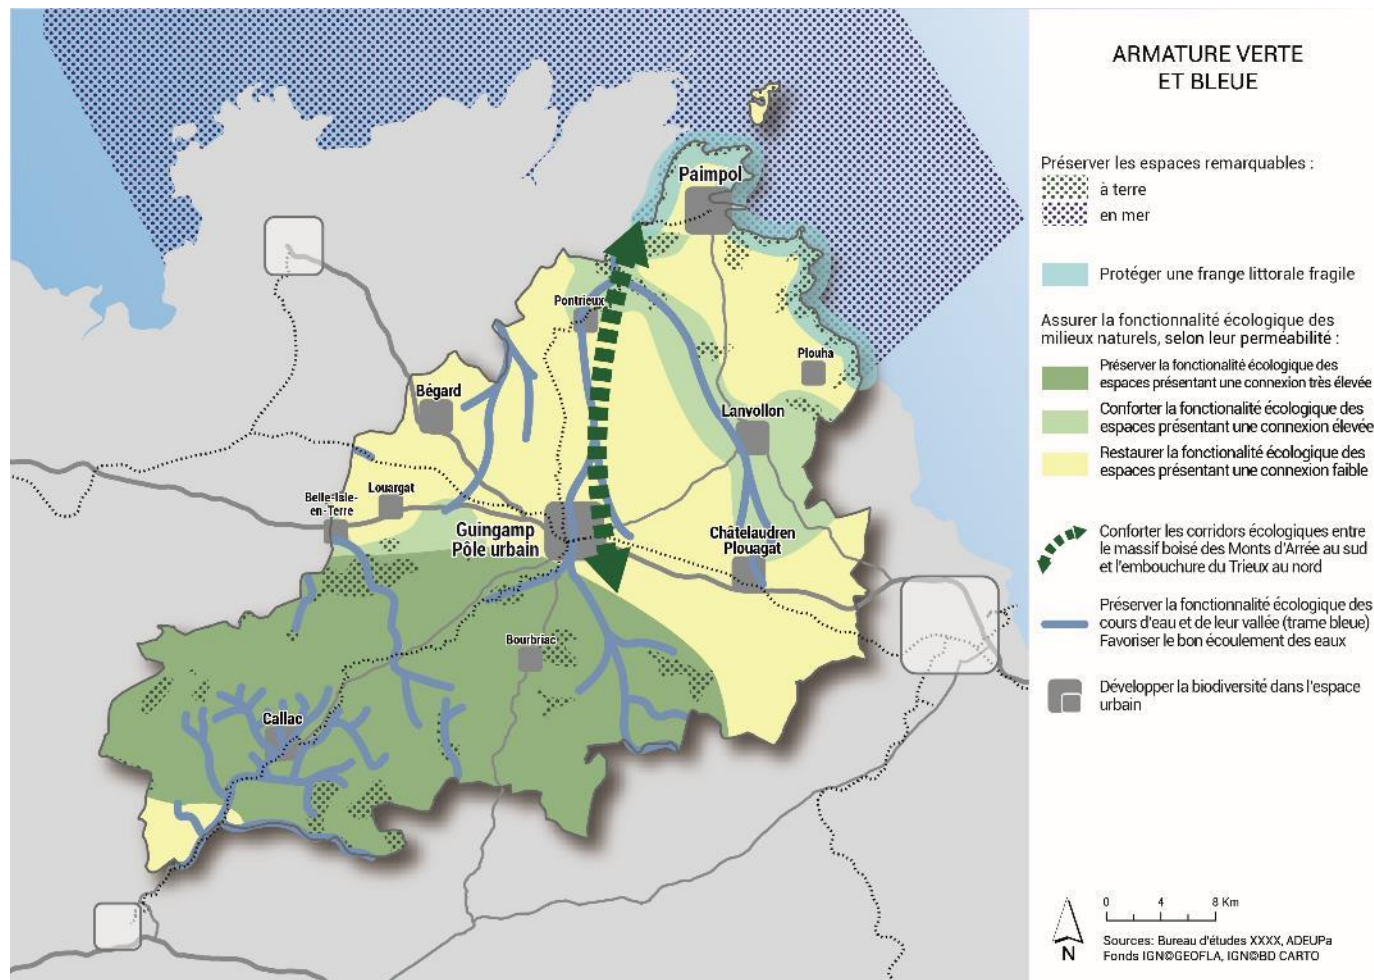 ARMATURE VERTE
ET BLEUE
Préserver les espaces remarquables :
à terre
en mer
Protéger une frange littorale fragile
Assurer la fonctionnalité écologique des
milieux naturels, selon leur perméabilité :
Préserver la fonctionalité écologique des
espaces présentant une connexion très élevée
Conforter la fonctionalité écologique des
espaces présentant une connexion élevée
Restaurer la fonctionalité écologique des
espaces présentant une connexion faible
Conforter les corridors écologiques entre
le massif boisé des Monts d'Arrée au sud
et l'embouchure du Trieux au nord
Préserver la fonctionalité écologique des
cours d'eau et de leur vallée (trame bleue)
Favoriser le bon écoulement des eaux
Développer la biodiversité dans l'espace
urbain
Paimpol
Pontrieux
Plouha
Bégard
Lanvollon
Louargat
Belle-Isle-
en-Terre
Guingamp
Pôle urbain
Châtelaudren
Plouagat
Bourbriac
Callac
0 4 8 Km
N
Sources: Bureau d'études XXXX, ADEUPa
Fonds IGN©GEOFLA, IGN©BD CARTO